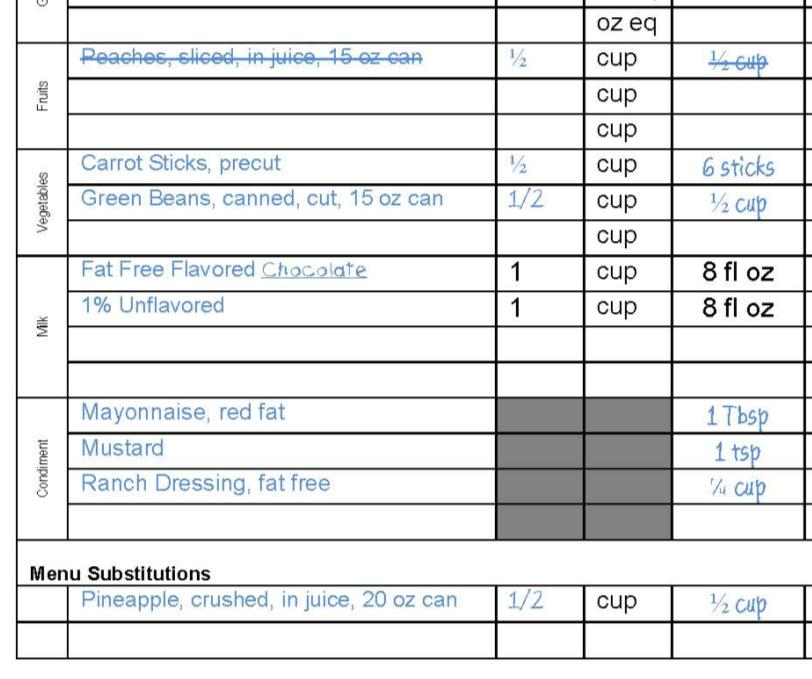 oz eq
Fruits
Peaches, sliced, in juice, 15 oz can ½ cup ½ cup
cup
cup
Vegetables
Carrot Sticks, precut ½ cup 6 sticks
Green Beans, canned, cut, 15 oz can 1/2 cup ½ cup
cup
Milk
Fat Free Flavored Chocolate 1 cup 8 fl oz
1% Unflavored 1 cup 8 fl oz
Condiment
Mayonnaise, red fat 1 Tbsp
Mustard 1 tsp
Ranch Dressing, fat free ¼ cup
Menu Substitutions
Pineapple, crushed, in juice, 20 oz can 1/2 cup ½ cup